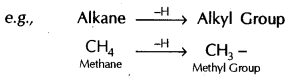 e.g., Alkane –H→ Alkyl Group
CH₄ –H→ CH₃ –
Methane Methyl Group